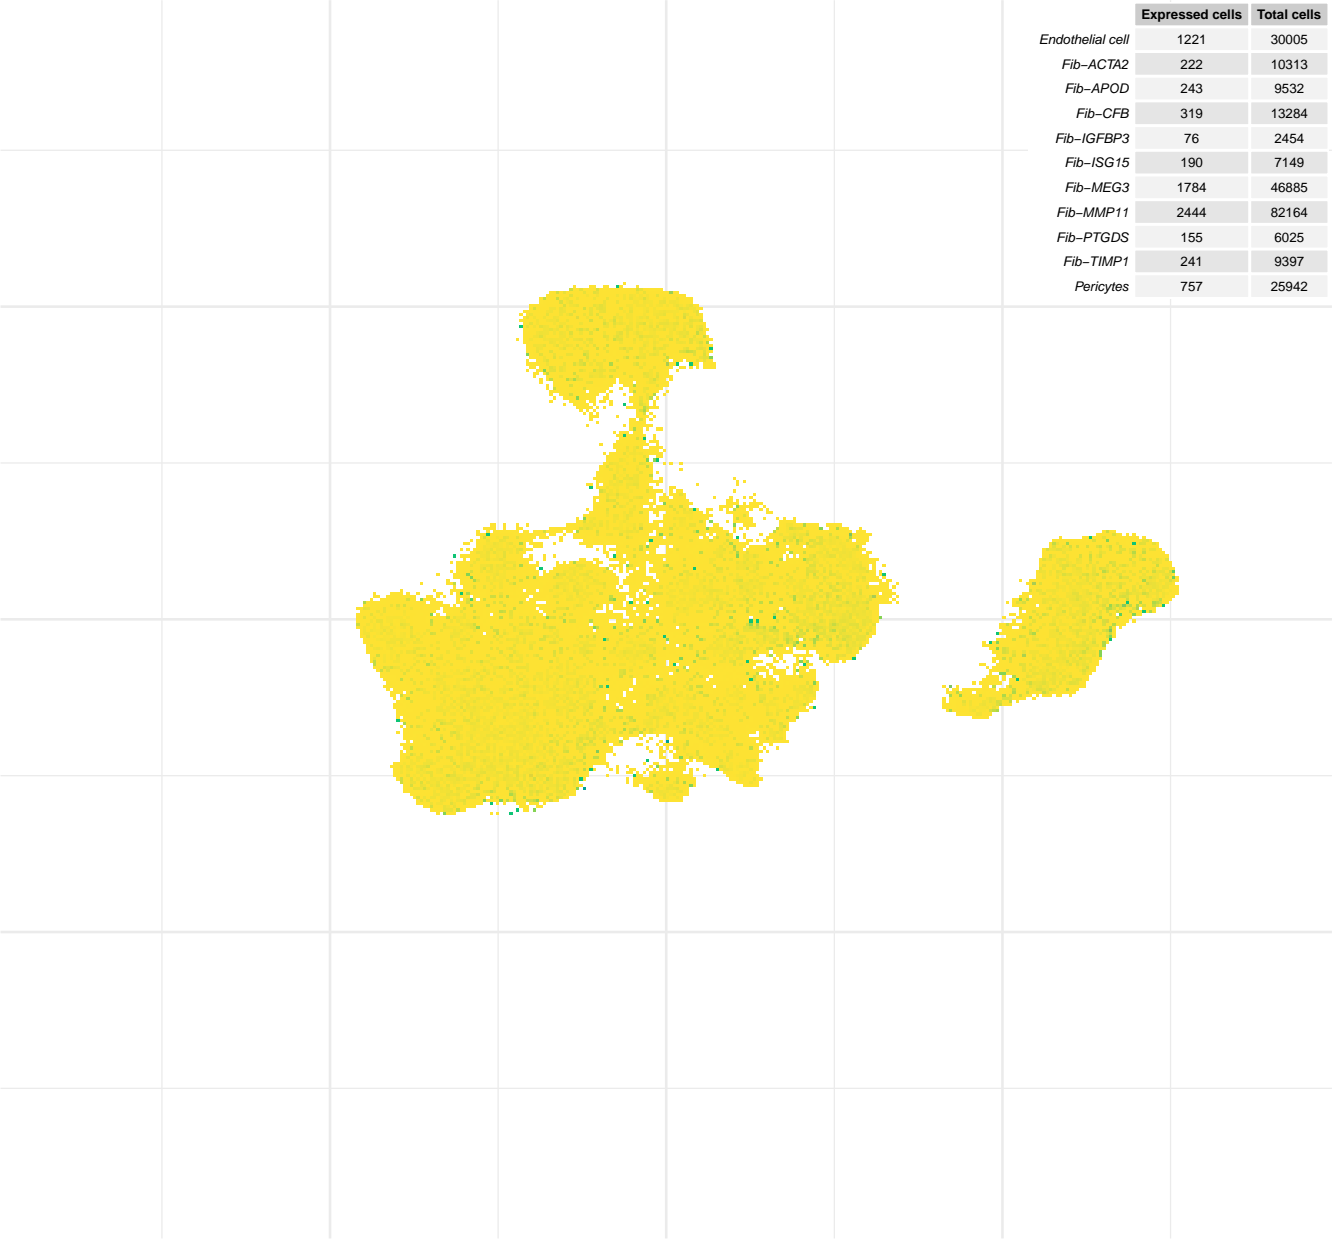 Expressed cells Total cells
Endothelial cell 1221 30005
Fib−ACTA2 222 10313
Fib−APOD 243 9532
Fib−CFB 319 13284
Fib−IGFBP3 76 2454
Fib−ISG15 190 7149
Fib−MEG3 1784 46885
Fib−MMP11 2444 82164
Fib−PTGDS 155 6025
Fib−TIMP1 241 9397
Pericytes 757 25942